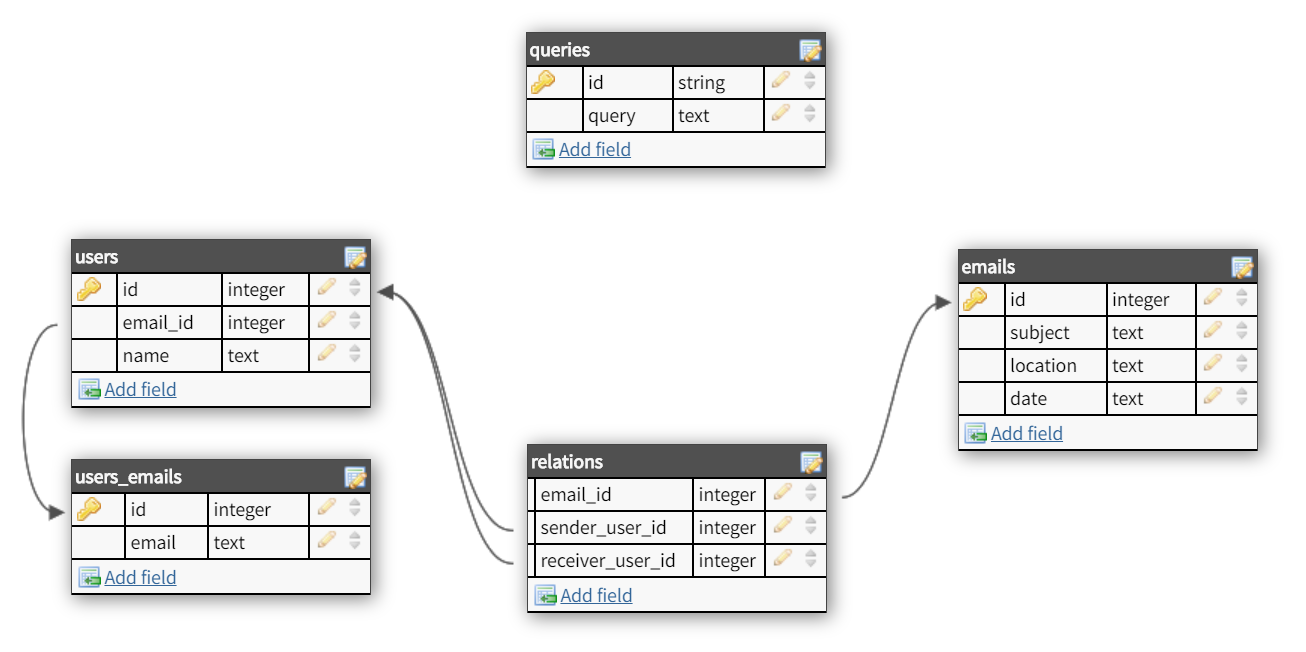 queries
id string
query text
Add field
users
id integer
email_id integer
name text
Add field
users_emails
id integer
email text
Add field
relations
email_id integer
sender_user_id integer
receiver_user_id integer
Add field
emails
id integer
subject text
location text
date text
Add field